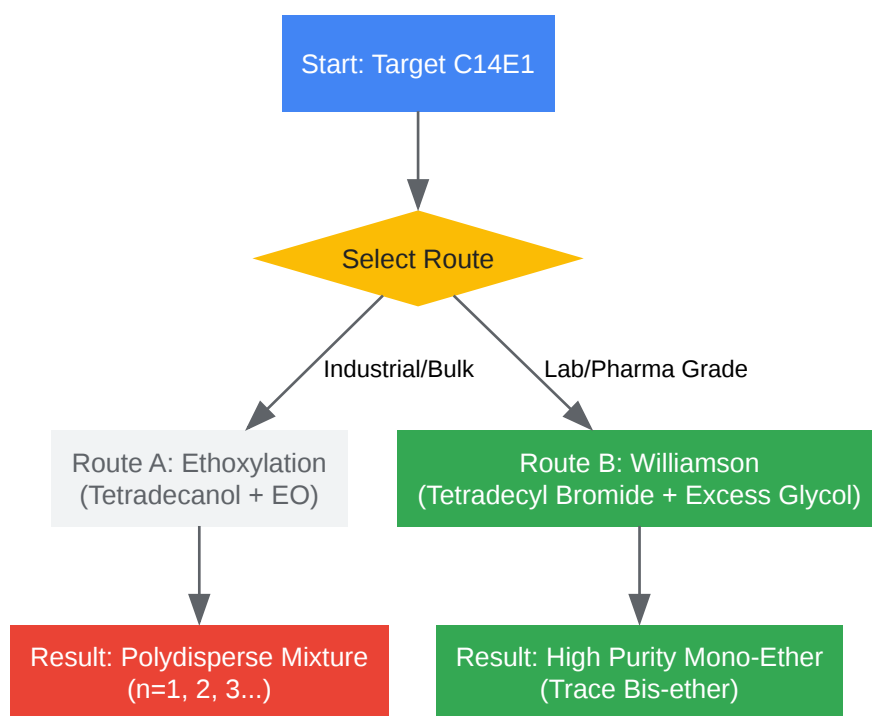 Start: Target C14E1
Select Route
Industrial/Bulk
Lab/Pharma Grade
Route A: Ethoxylation
(Tetradecanol + EO)
Route B: Williamson
(Tetradecyl Bromide + Excess Glycol)
Result: Polydisperse Mixture
(n=1, 2, 3...)
Result: High Purity Mono-Ether
(Trace Bis-ether)